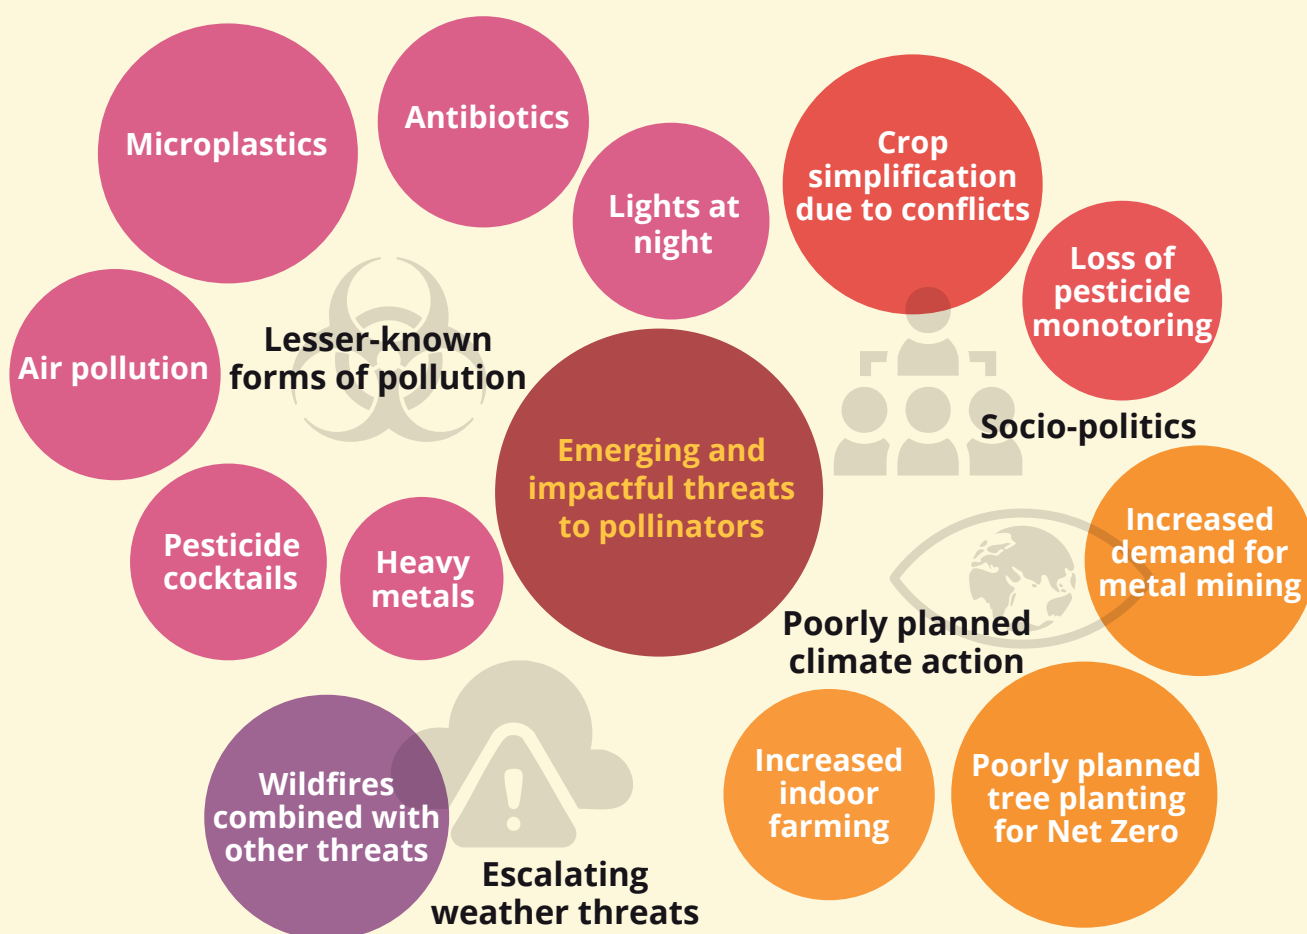 Microplastics
Antibiotics
Lights at
night
Crop
simplification
due to conflicts
Loss of
pesticide
monotoring
Air pollution
Lesser-known
forms of pollution
Socio-politics
Emerging and
impactful threats
to pollinators
Pesticide
cocktails
Heavy
metals
Increased
demand for
metal mining
Poorly planned
climate action
Increased
indoor
farming
Poorly planned
tree planting
for Net Zero
Wildfires
combined with
other threats
Escalating
weather threats